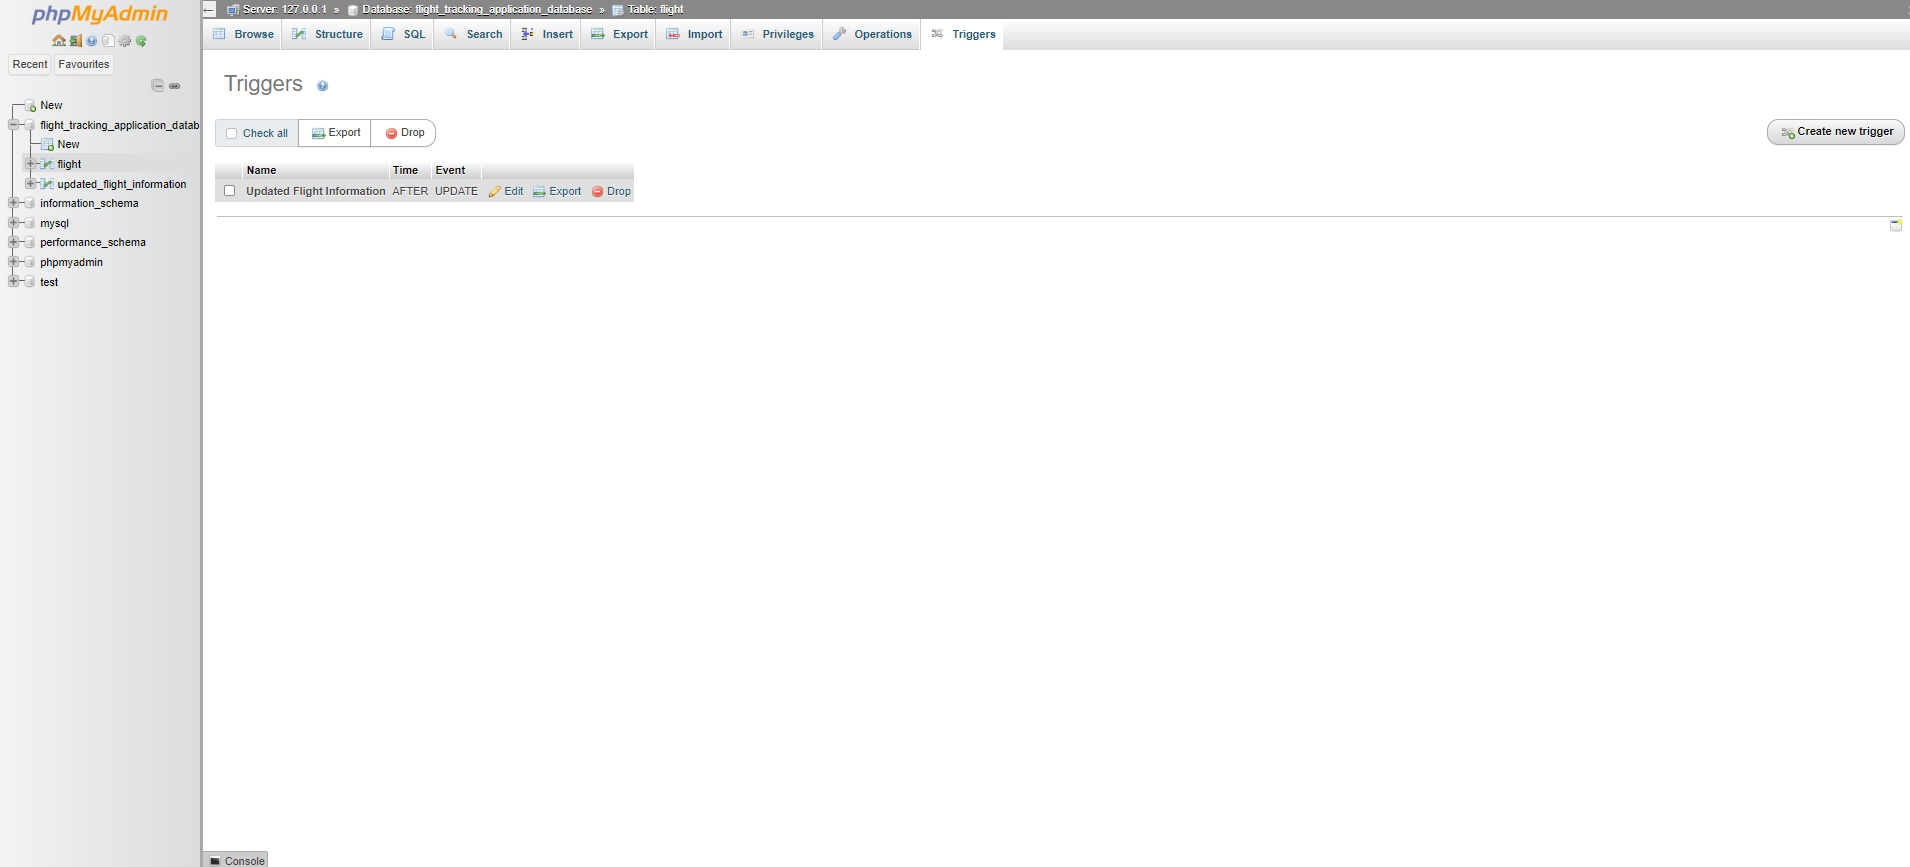 phpMyAdmin
Recent Favourites
New
flight_tracking_application_datab
New
flight
updated_flight_information
information_schema
mysql
performance_schema
phpmyadmin
test
Server: 127.0.0.1 » Database: flight_tracking_application_database » Table: flight
Browse Structure SQL Search Insert Export Import Privileges Operations Triggers
Triggers
Check all Export Drop
Create new trigger
Name Time Event
Updated Flight Information AFTER UPDATE Edit Export Drop
Console